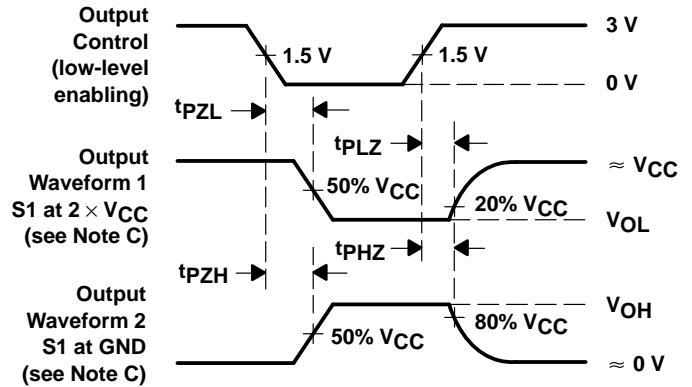 Output
Control
(low-level
enabling)
1.5 V
1.5 V
3 V
0 V
tPZL
tPLZ
Output
Waveform 1
S1 at 2 × VCC
(see Note C)
50% VCC
20% VCC
≈ VCC
VOL
tPZH
tPHZ
Output
Waveform 2
S1 at GND
(see Note C)
50% VCC
80% VCC
VOH
≈ 0 V